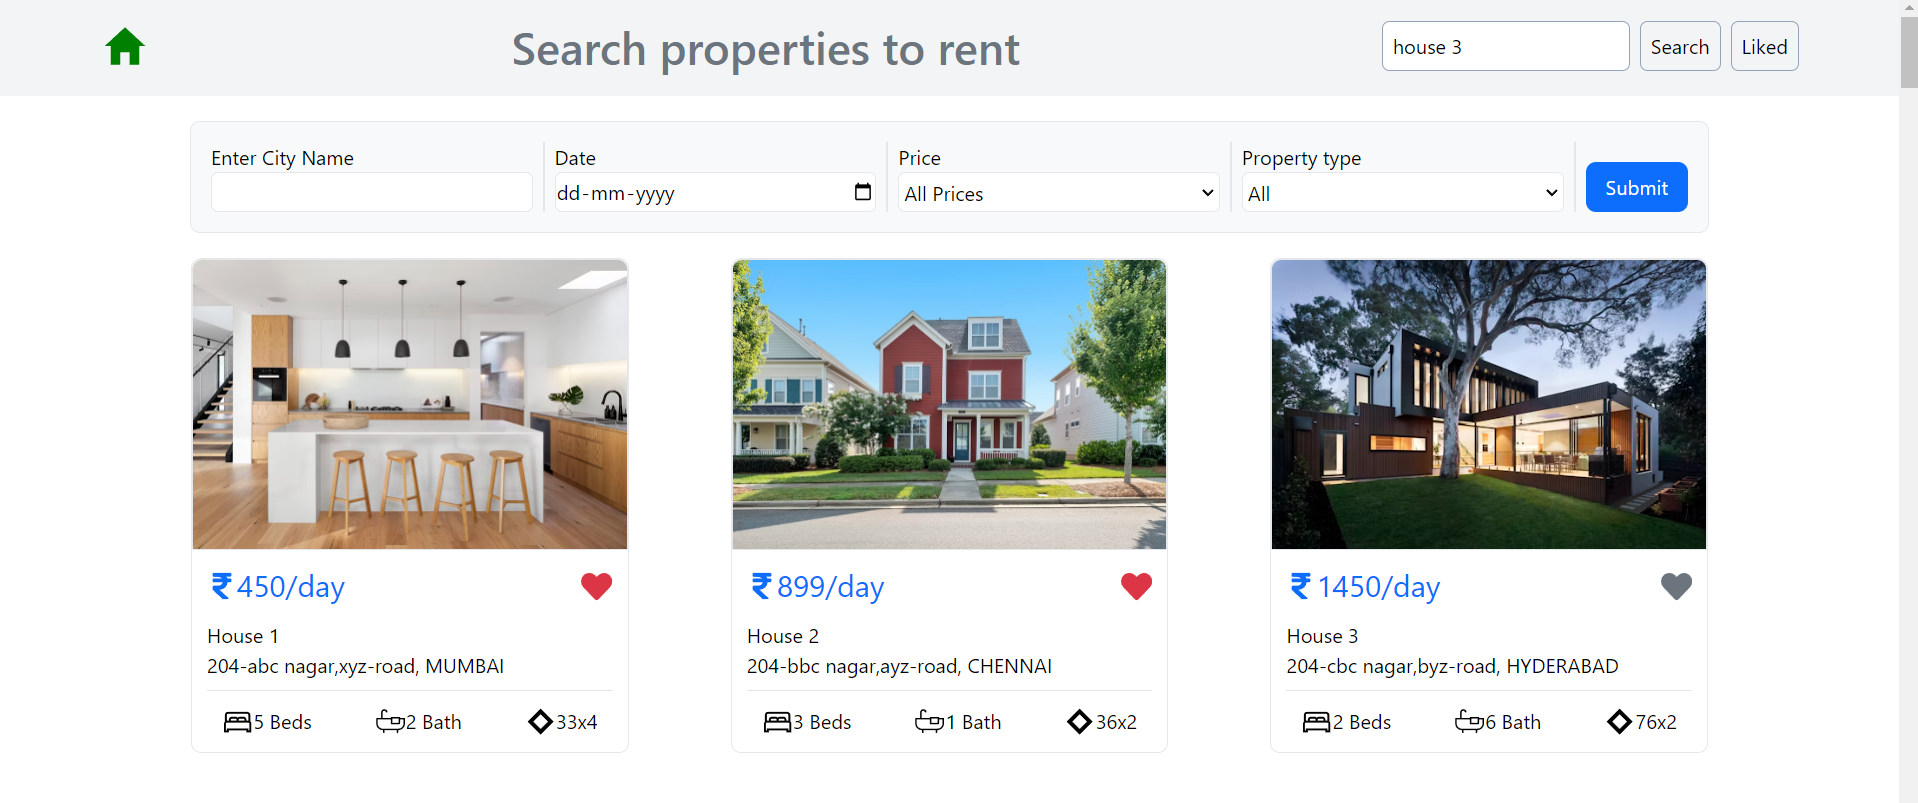 Search properties to rent
house 3
Search
Liked
Enter City Name
Date
Price
Property type
dd-mm-yyyy
All Prices
All
Submit
₹ 450/day
House 1
204-abc nagar,xyz-road, MUMBAI
5 Beds
2 Bath
33x4
₹ 899/day
House 2
204-bbc nagar,ayz-road, CHENNAI
3 Beds
1 Bath
36x2
₹ 1450/day
House 3
204-cbc nagar,byz-road, HYDERABAD
2 Beds
6 Bath
76x2